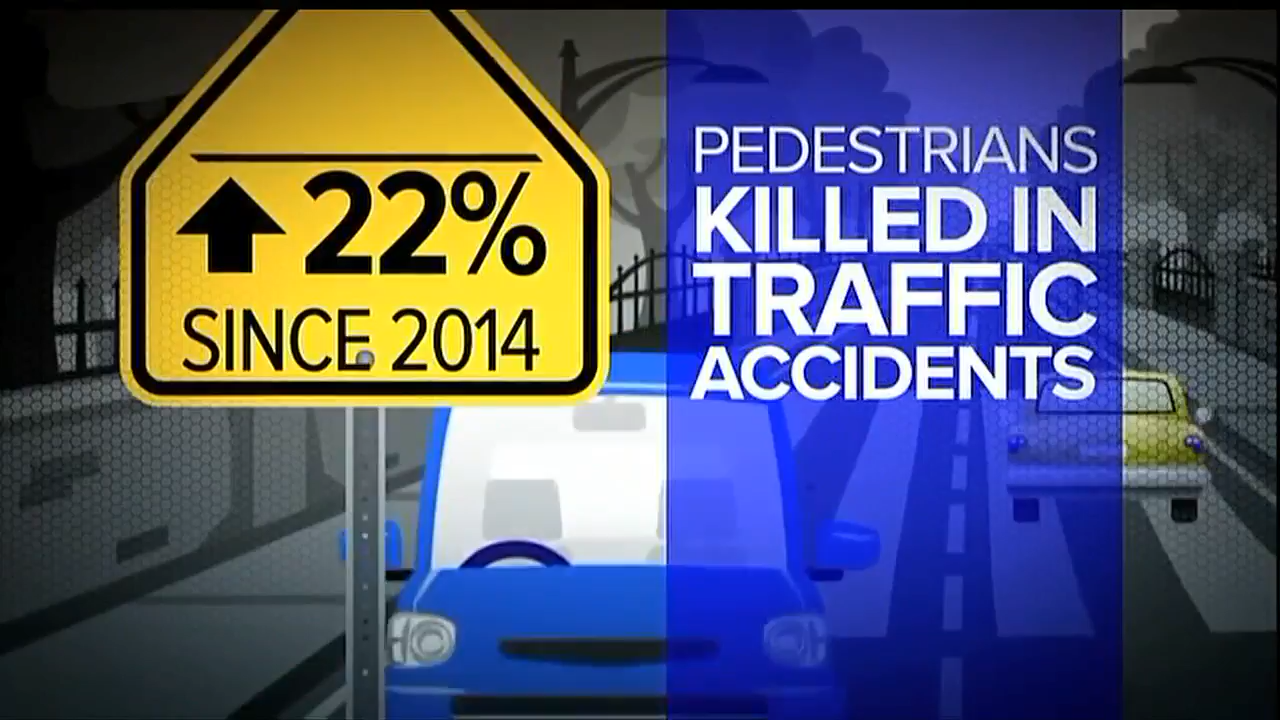 22%
SINCE 2014
PEDESTRIANS
KILLED IN
TRAFFIC
ACCIDENTS